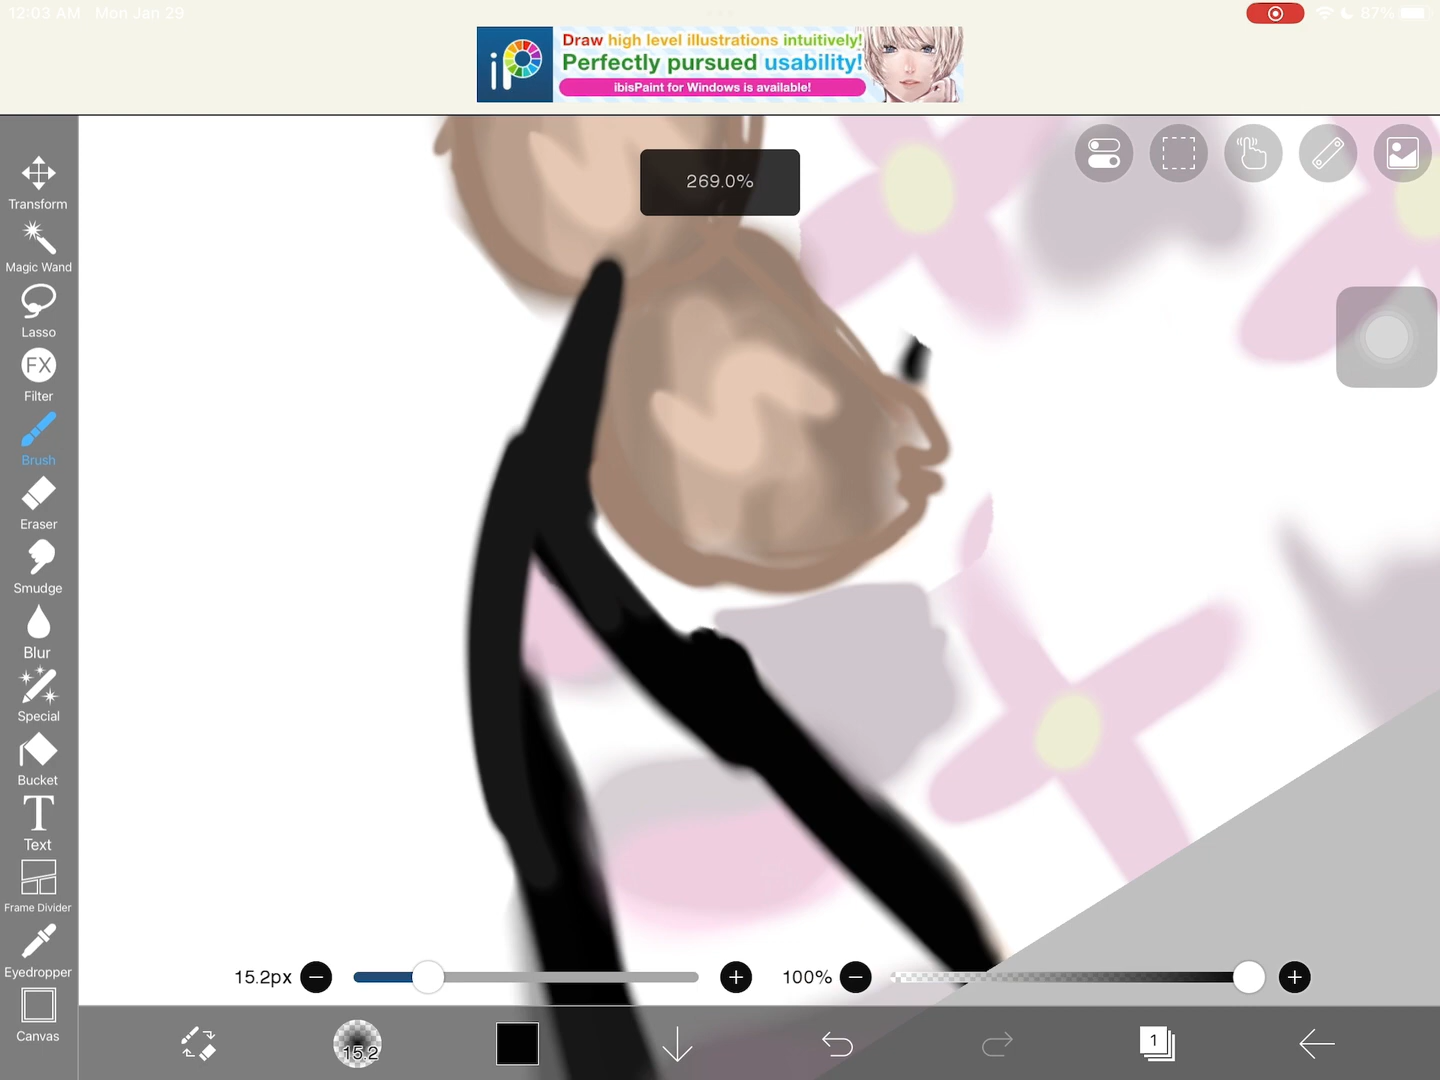 12:03 AM Mon Jan 29
87%
iP
Draw high level illustrations intuitively!
Perfectly pursued usability!
ibisPaint for Windows is available!
269.0%
Transform
Magic Wand
Lasso
FX
Filter
Brush
Eraser
Smudge
Blur
Special
Bucket
T
Text
Frame Divider
Eyedropper
Canvas
15.2px
100%
15.2
1